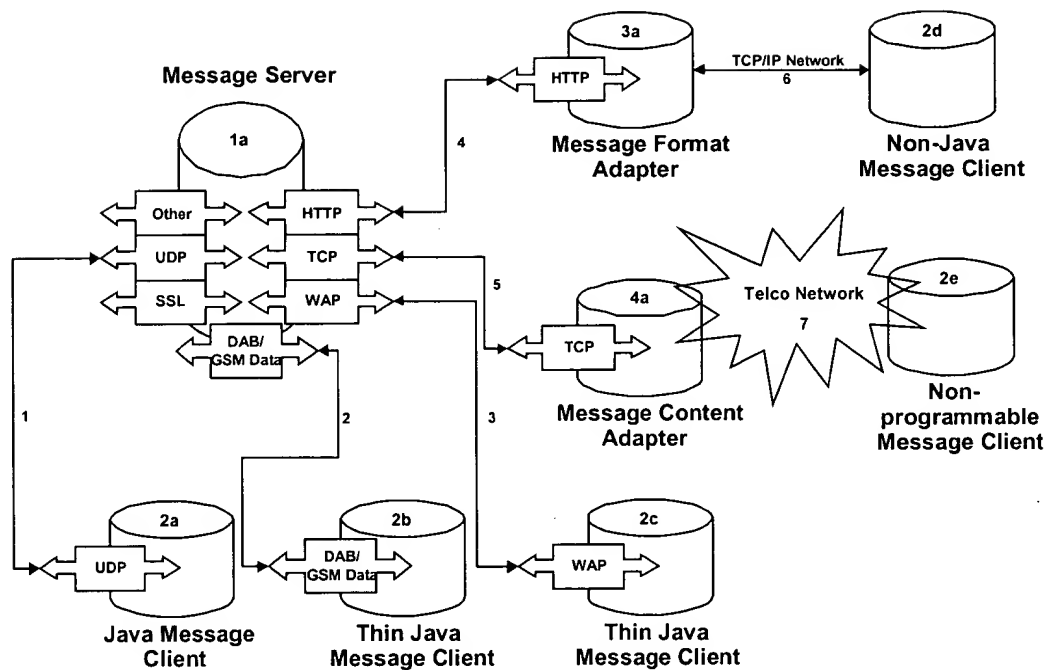 3a
2d
HTTP
TCP/IP Network
6
Message Server
1a
4
Message Format
Adapter
Non-Java
Message Client
Other
HTTP
UDP
TCP
SSL
WAP
DAB/
GSM Data
5
4a
TCP
Telco Network
7
2e
Message Content
Adapter
Non-
programmable
Message Client
1
2
3
2a
UDP
2b
DAB/
GSM Data
2c
WAP
Java Message
Client
Thin Java
Message Client
Thin Java
Message Client